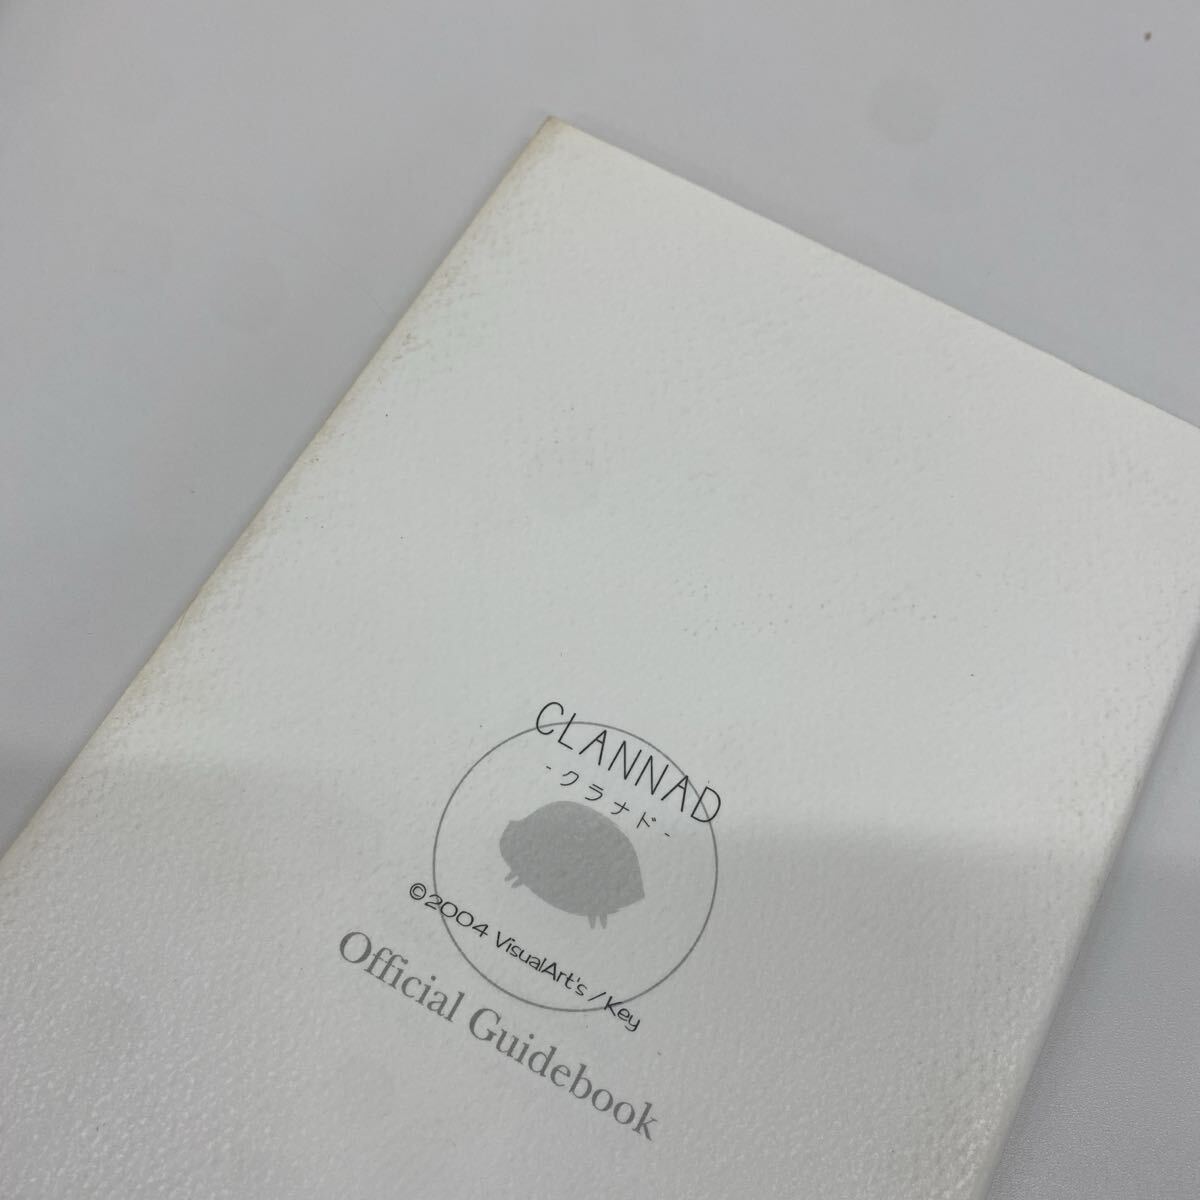 CLANNAD
-クラナド-
©2004 VisualArt's /Key
Official Guidebook